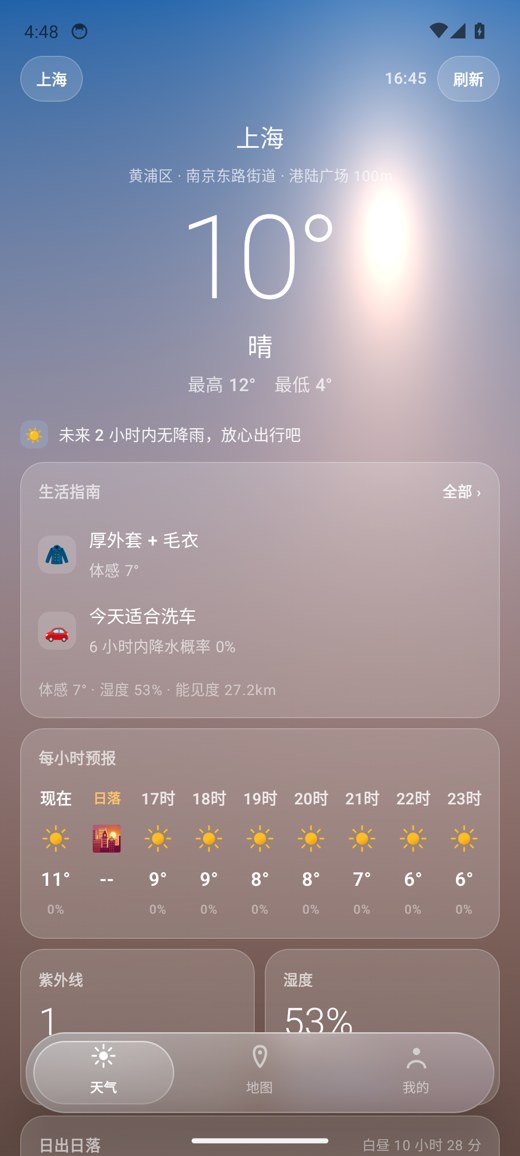 4:48
上海
16:45
刷新
上海
黄浦区 · 南京东路街道 · 港陆广场 100m
10°
晴
最高 12° 最低 4°
未来 2 小时内无降雨，放心出行吧
生活指南
全部 ›
厚外套 + 毛衣
体感 7°
今天适合洗车
6 小时内降水概率 0%
体感 7° · 湿度 53% · 能见度 27.2km
每小时预报
现在 日落 17时 18时 19时 20时 21时 22时 23时
11° -- 9° 9° 8° 8° 7° 6° 6°
0% 0% 0% 0% 0% 0% 0% 0%
紫外线
1
湿度
53%
天气
地图
我的
日出日落
白昼 10 小时 28 分